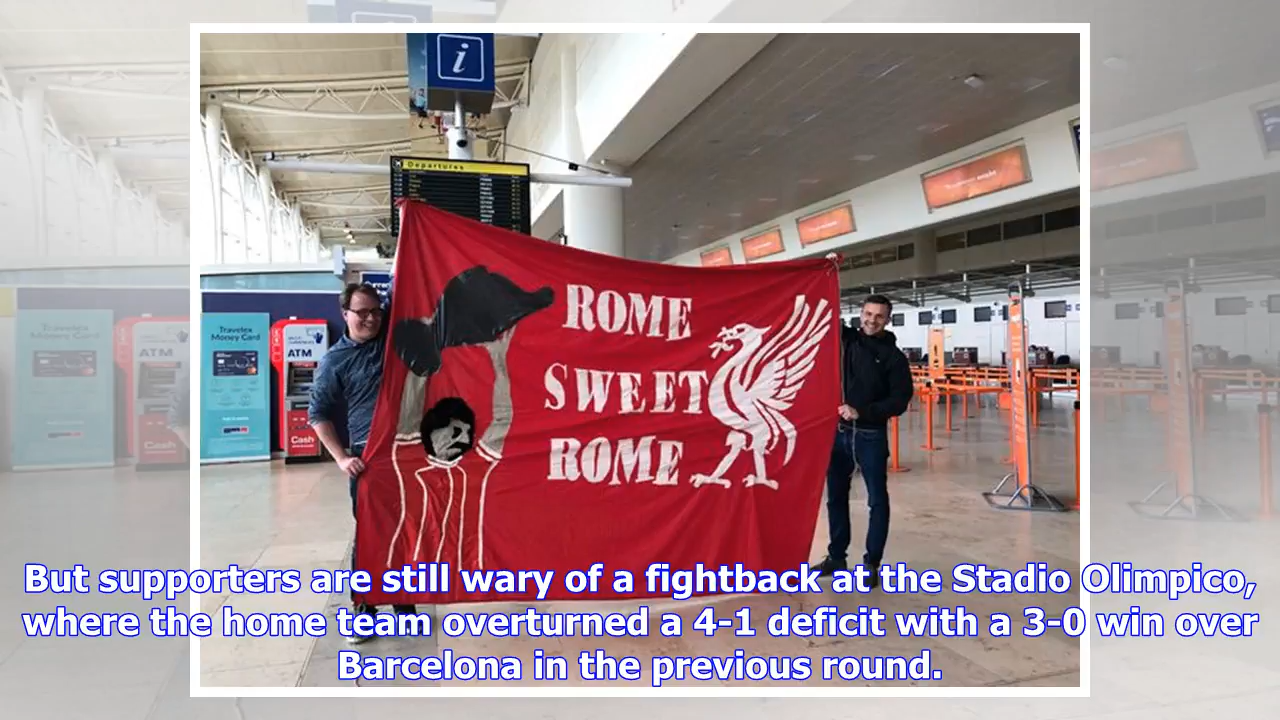 i
Departures
Travelex
Money Card
ATM
Cash
ROME
SWEET
ROME
Travelex
Money Card
ATM
Cash
But supporters are still wary of a fightback at the Stadio Olimpico,
where the home team overturned a 4-1 deficit with a 3-0 win over
Barcelona in the previous round.